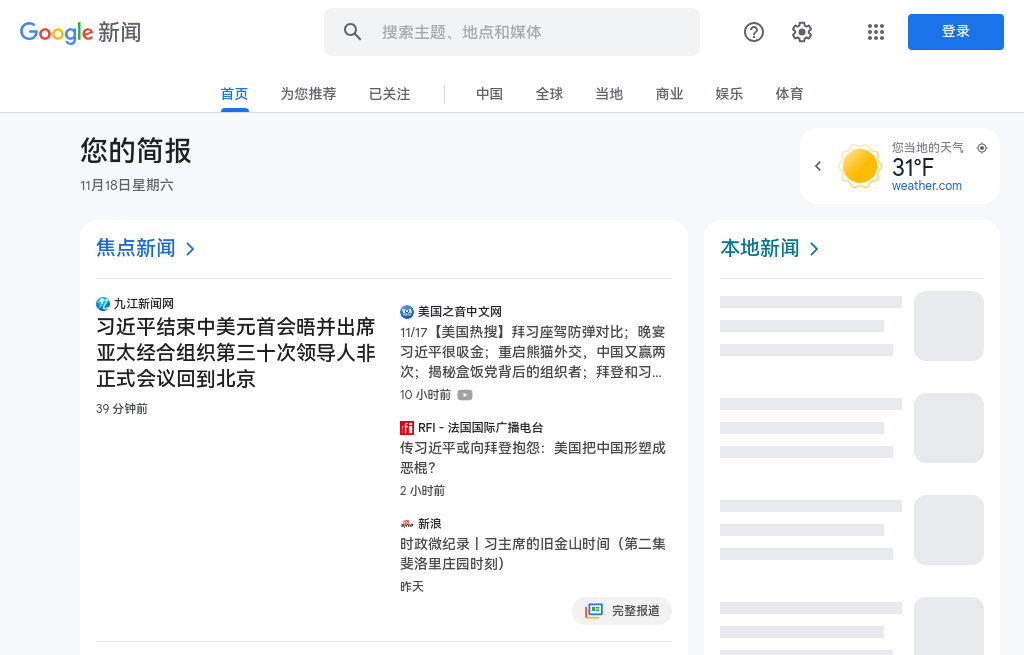 Google 新闻
搜索主题、地点和媒体
登录
首页 为您推荐 已关注 中国 全球 当地 商业 娱乐 体育
您的简报
11月18日星期六
您当地的天气
31°F
weather.com
焦点新闻
九江新闻网
习近平结束中美元首会晤并出席
亚太经合组织第三十次领导人非
正式会议回到北京
39 分钟前
美国之音中文网
11/17【美国热搜】拜习座驾防弹对比；晚宴
习近平很吸金；重启熊猫外交，中国又赢两
次；揭秘盒饭党背后的组织者；拜登和习...
10 小时前
RFI - 法国国际广播电台
传习近平或向拜登抱怨：美国把中国形塑成
恶棍？
2 小时前
新浪
时政微纪录丨习主席的旧金山时间（第二集
斐洛里庄园时刻）
昨天
完整报道
本地新闻